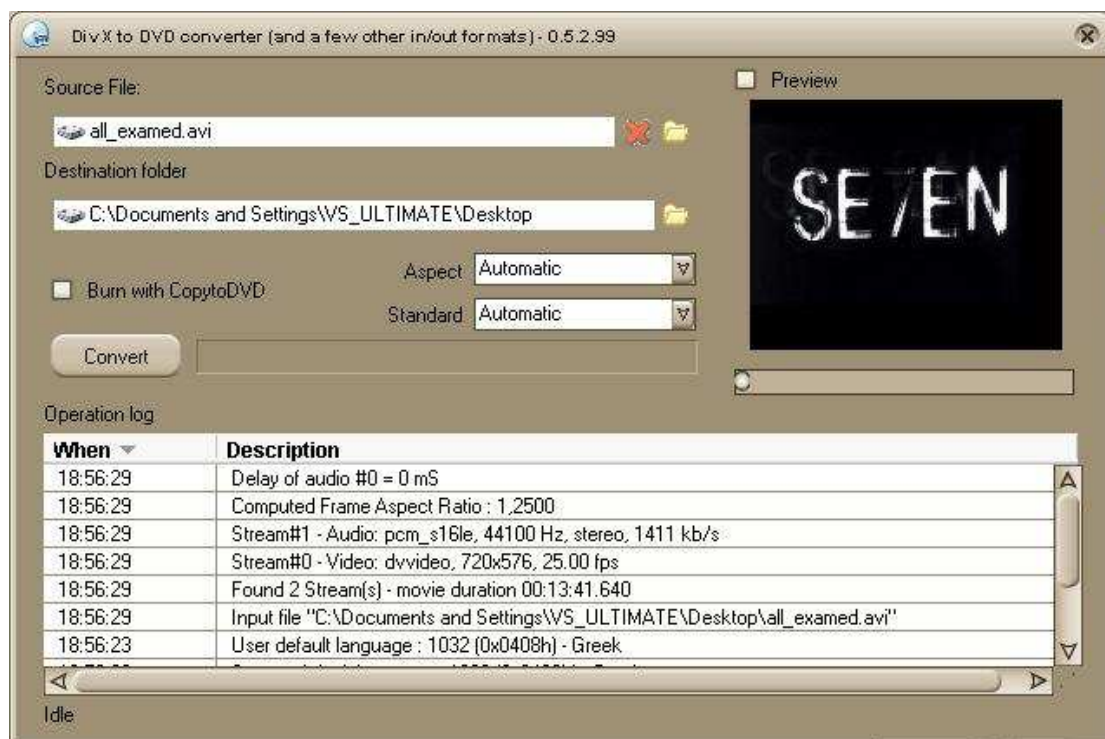 DivX to DVD converter (and a few other in/out formats) - 0.5.2.99
Source File:
Preview
all_examed.avi
Destination folder
C:\Documents and Settings\VS_ULTIMATE\Desktop
SE7EN
Aspect Automatic
Burn with CopytoDVD
Standard Automatic
Convert
Operation log
When Description
18:56:29 Delay of audio #0 = 0 mS
18:56:29 Computed Frame Aspect Ratio : 1,2500
18:56:29 Stream#1 - Audio: pcm_s16le, 44100 Hz, stereo, 1411 kb/s
18:56:29 Stream#0 - Video: dvvideo, 720x576, 25.00 fps
18:56:29 Found 2 Stream(s) - movie duration 00:13:41.640
18:56:29 Input file "C:\Documents and Settings\VS_ULTIMATE\Desktop\all_examed.avi"
18:56:23 User default language : 1032 (0x0408h) - Greek
Idle